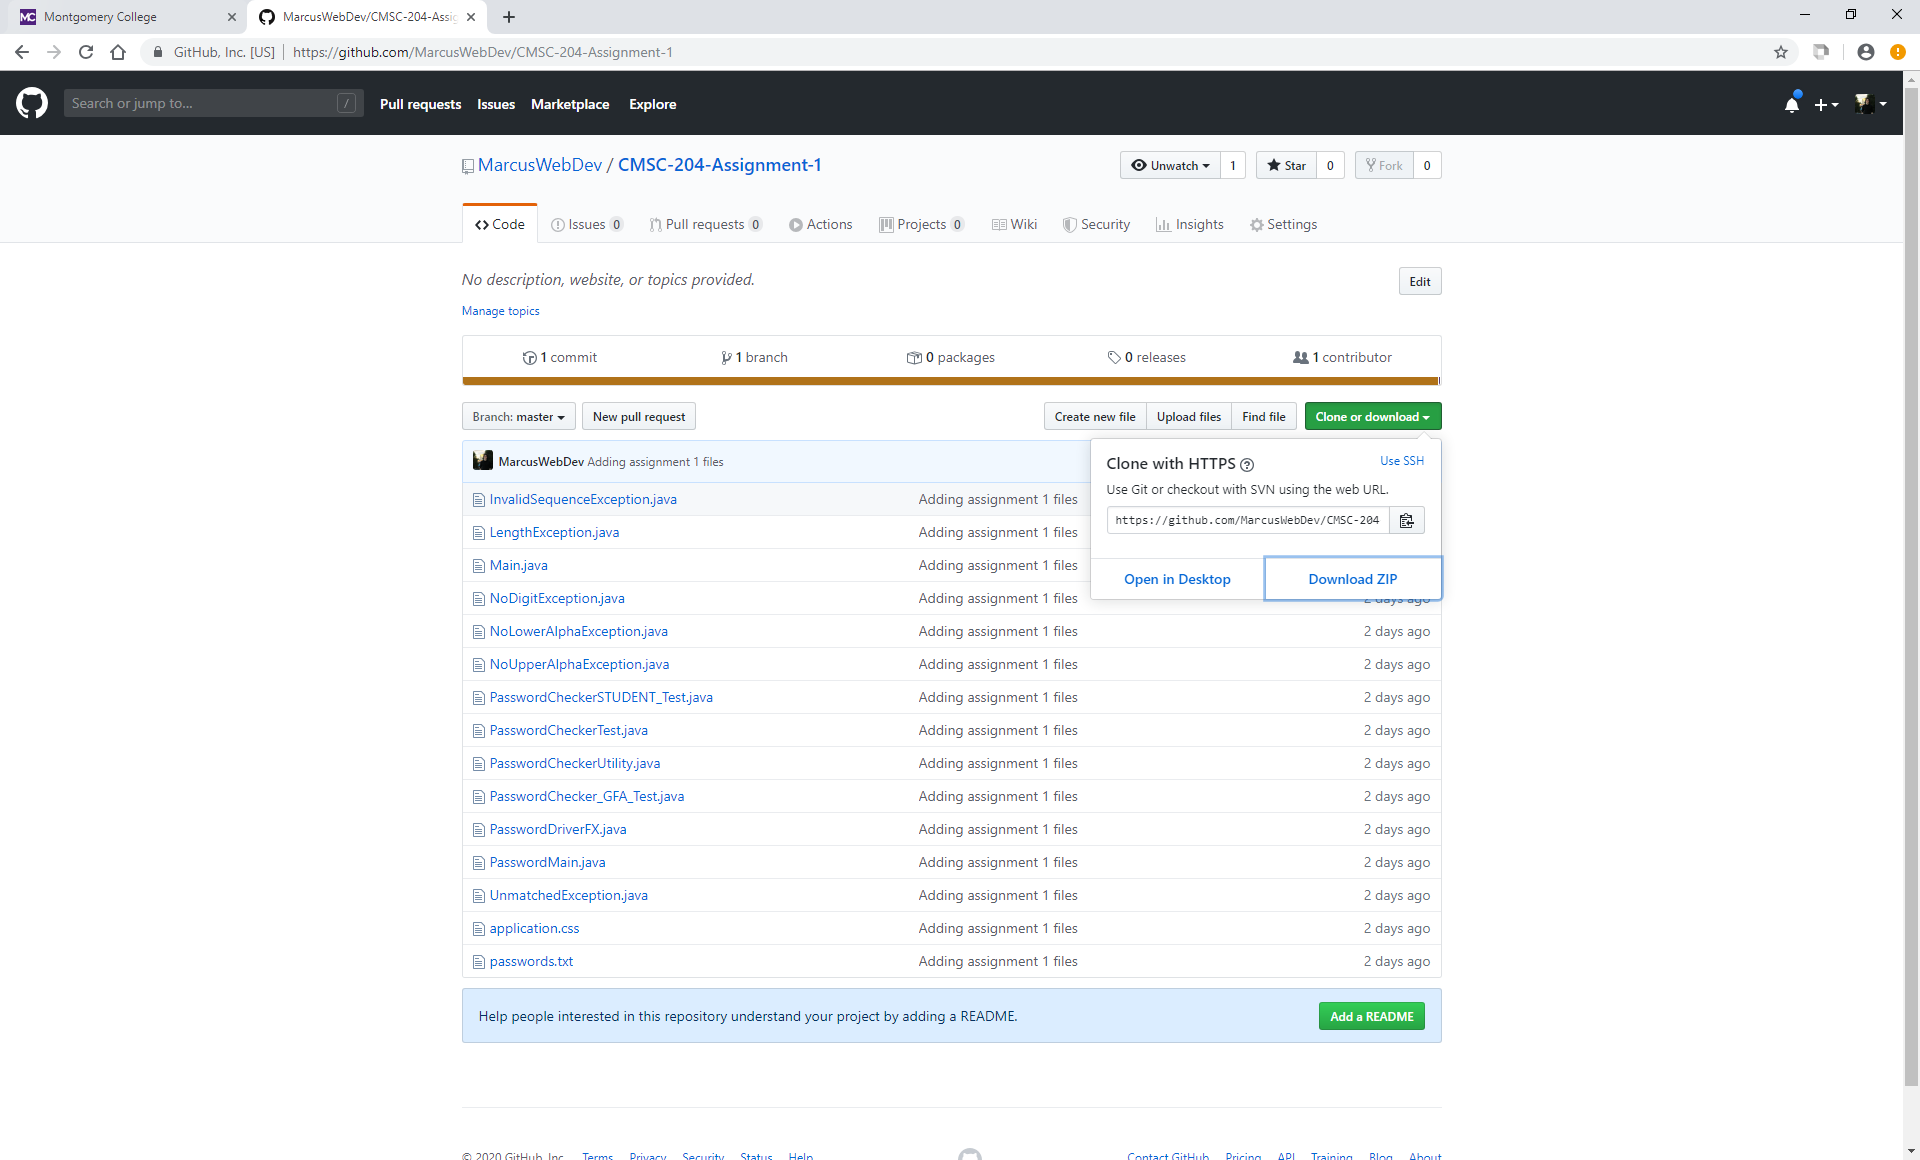 MC Montgomery College
MarcusWebDev/CMSC-204-Assig
GitHub, Inc. [US] https://github.com/MarcusWebDev/CMSC-204-Assignment-1
Search or jump to... / Pull requests Issues Marketplace Explore
MarcusWebDev / CMSC-204-Assignment-1 Unwatch 1 Star 0 Fork 0
Code Issues 0 Pull requests 0 Actions Projects 0 Wiki Security Insights Settings
No description, website, or topics provided. Edit
Manage topics
1 commit 1 branch 0 packages 0 releases 1 contributor
Branch: master New pull request Create new file Upload files Find file Clone or download
MarcusWebDev Adding assignment 1 files
Clone with HTTPS ? Use SSH
Use Git or checkout with SVN using the web URL.
https://github.com/MarcusWebDev/CMSC-204
Open in Desktop Download ZIP
InvalidSequenceException.java Adding assignment 1 files
LengthException.java Adding assignment 1 files
Main.java Adding assignment 1 files
NoDigitException.java Adding assignment 1 files 2 days ago
NoLowerAlphaException.java Adding assignment 1 files 2 days ago
NoUpperAlphaException.java Adding assignment 1 files 2 days ago
PasswordCheckerSTUDENT_Test.java Adding assignment 1 files 2 days ago
PasswordCheckerTest.java Adding assignment 1 files 2 days ago
PasswordCheckerUtility.java Adding assignment 1 files 2 days ago
PasswordChecker_GFA_Test.java Adding assignment 1 files 2 days ago
PasswordDriverFX.java Adding assignment 1 files 2 days ago
PasswordMain.java Adding assignment 1 files 2 days ago
UnmatchedException.java Adding assignment 1 files 2 days ago
application.css Adding assignment 1 files 2 days ago
passwords.txt Adding assignment 1 files 2 days ago
Help people interested in this repository understand your project by adding a README. Add a README
© 2020 GitHub, Inc. Terms Privacy Security Status Help Contact GitHub Pricing API Training Blog About